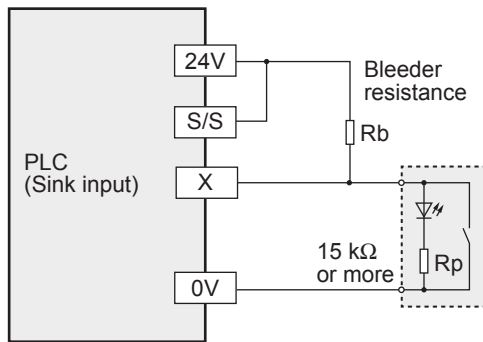 24V
Bleeder
resistance
S/S
Rb
PLC
(Sink input)
X
15 kΩ
or more
Rp
0V